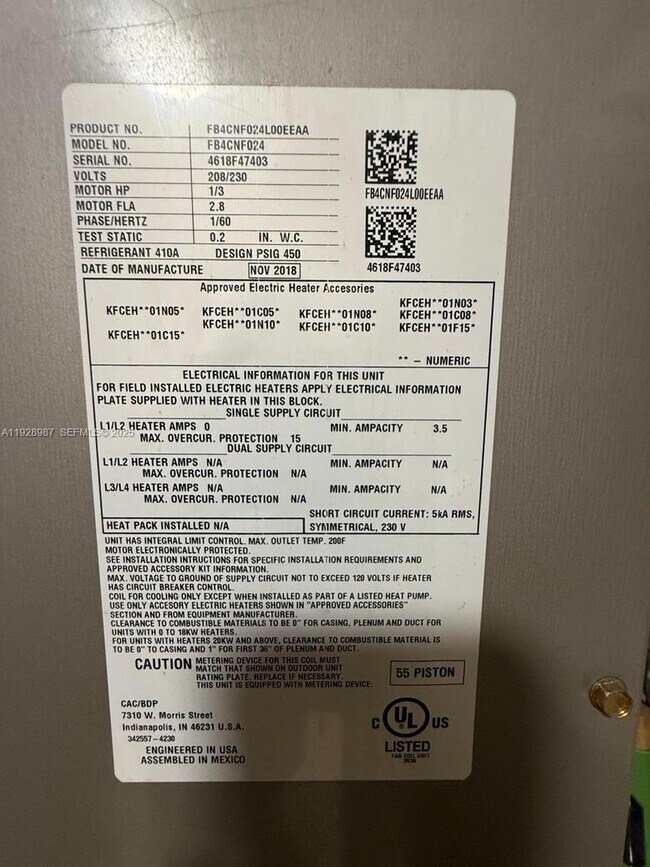 PRODUCT NO. FB4CNF024L00EEAA
MODEL NO. FB4CNF024
SERIAL NO. 4618F47403
VOLTS 208/230
MOTOR HP 1/3
MOTOR FLA 2.8
PHASE/HERTZ 1/60
TEST STATIC 0.2 IN. W.C.
REFRIGERANT 410A DESIGN PSIG 450
DATE OF MANUFACTURE NOV 2018
FB4CNF024L00EEAA
4618F47403
Approved Electric Heater Accesories
KFCEH**01N05* KFCEH**01C05* KFCEH**01N08* KFCEH**01N03*
KFCEH**01C15* KFCEH**01N10* KFCEH**01C10* KFCEH**01C08*
KFCEH**01F15*
** - NUMERIC
ELECTRICAL INFORMATION FOR THIS UNIT
FOR FIELD INSTALLED ELECTRIC HEATERS APPLY ELECTRICAL INFORMATION
PLATE SUPPLIED WITH HEATER IN THIS BLOCK.
SINGLE SUPPLY CIRCUIT
L1/L2 HEATER AMPS 0 MIN. AMPACITY 3.5
MAX. OVERCUR. PROTECTION 15
DUAL SUPPLY CIRCUIT
L1/L2 HEATER AMPS N/A MIN. AMPACITY N/A
MAX. OVERCUR. PROTECTION N/A
L3/L4 HEATER AMPS N/A MIN. AMPACITY N/A
MAX. OVERCUR. PROTECTION N/A
SHORT CIRCUIT CURRENT: 5kA RMS,
HEAT PACK INSTALLED N/A SYMMETRICAL, 230 V
UNIT HAS INTEGRAL LIMIT CONTROL. MAX. OUTLET TEMP. 200F
MOTOR ELECTRONICALLY PROTECTED.
SEE INSTALLATION INTRUCTIONS FOR SPECIFIC INSTALLATION REQUIREMENTS AND
APPROVED ACCESSORY KIT INFORMATION.
MAX. VOLTAGE TO GROUND OF SUPPLY CIRCUIT NOT TO EXCEED 120 VOLTS IF HEATER
HAS CIRCUIT BREAKER CONTROL.
COIL FOR COOLING ONLY EXCEPT WHEN INSTALLED AS PART OF A LISTED HEAT PUMP.
USE ONLY ACCESORY ELECTRIC HEATERS SHOWN IN "APPROVED ACCESSORIES"
SECTION AND FROM EQUIPMENT MANUFACTURER.
CLEARANCE TO COMBUSTIBLE MATERIALS TO BE 0" FOR CASING, PLENUM AND DUCT FOR
UNITS WITH 0 TO 18KW HEATERS.
FOR UNITS WITH HEATERS 20KW AND ABOVE, CLEARANCE TO COMBUSTIBLE MATERIAL IS
TO BE 0" TO CASING AND 1" FOR FIRST 36" OF PLENUM AND DUCT.
CAUTION METERING DEVICE FOR THIS COIL MUST
MATCH THAT SHOWN ON OUTDOOR UNIT
RATING PLATE. REPLACE IF NECESSARY.
THIS UNIT IS EQUIPPED WITH METERING DEVICE:
55 PISTON
CAC/BDP
7310 W. Morris Street
Indianapolis, IN 46231 U.S.A.
342557-4230
ENGINEERED IN USA
ASSEMBLED IN MEXICO
C UL US
LISTED
FAN COIL UNIT
A11928987 SEFMLS © 2025